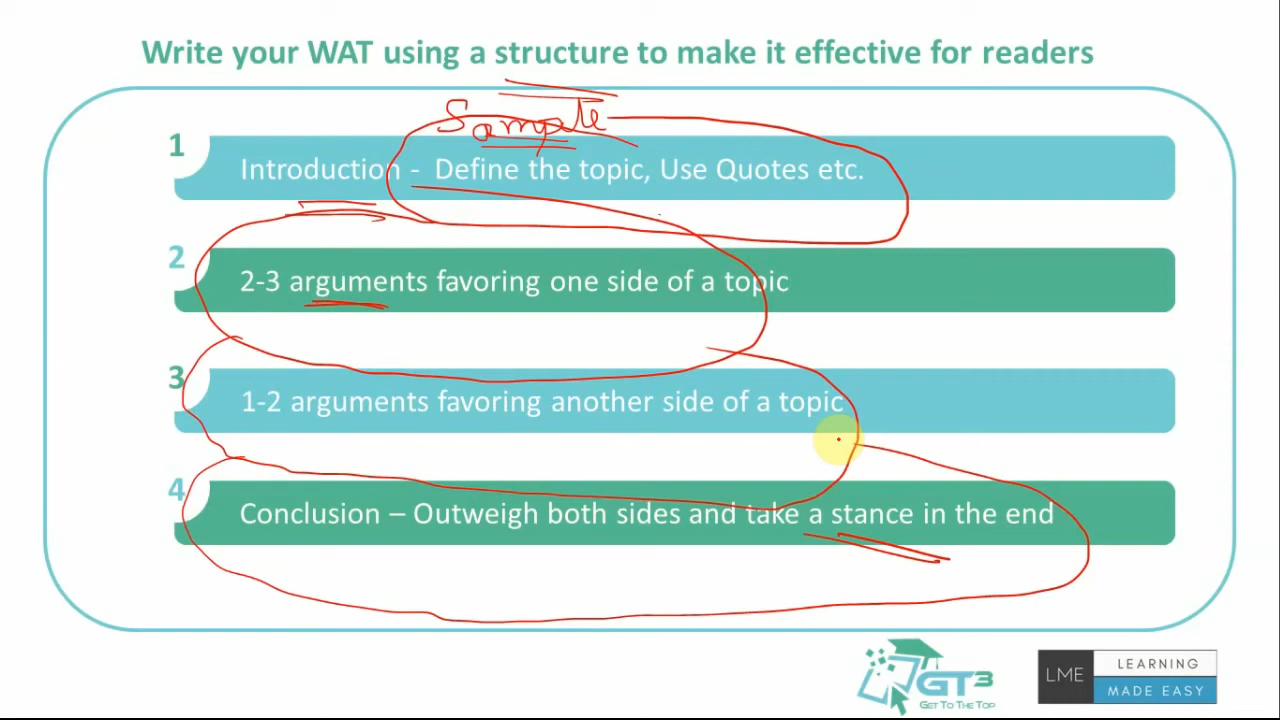 Write your WAT using a structure to make it effective for readers
Sample
1
Introduction - Define the topic, Use Quotes etc.
2
2-3 arguments favoring one side of a topic
3
1-2 arguments favoring another side of a topic
4
Conclusion – Outweigh both sides and take a stance in the end
GT3
GET TO THE TOP
LME
LEARNING
MADE EASY